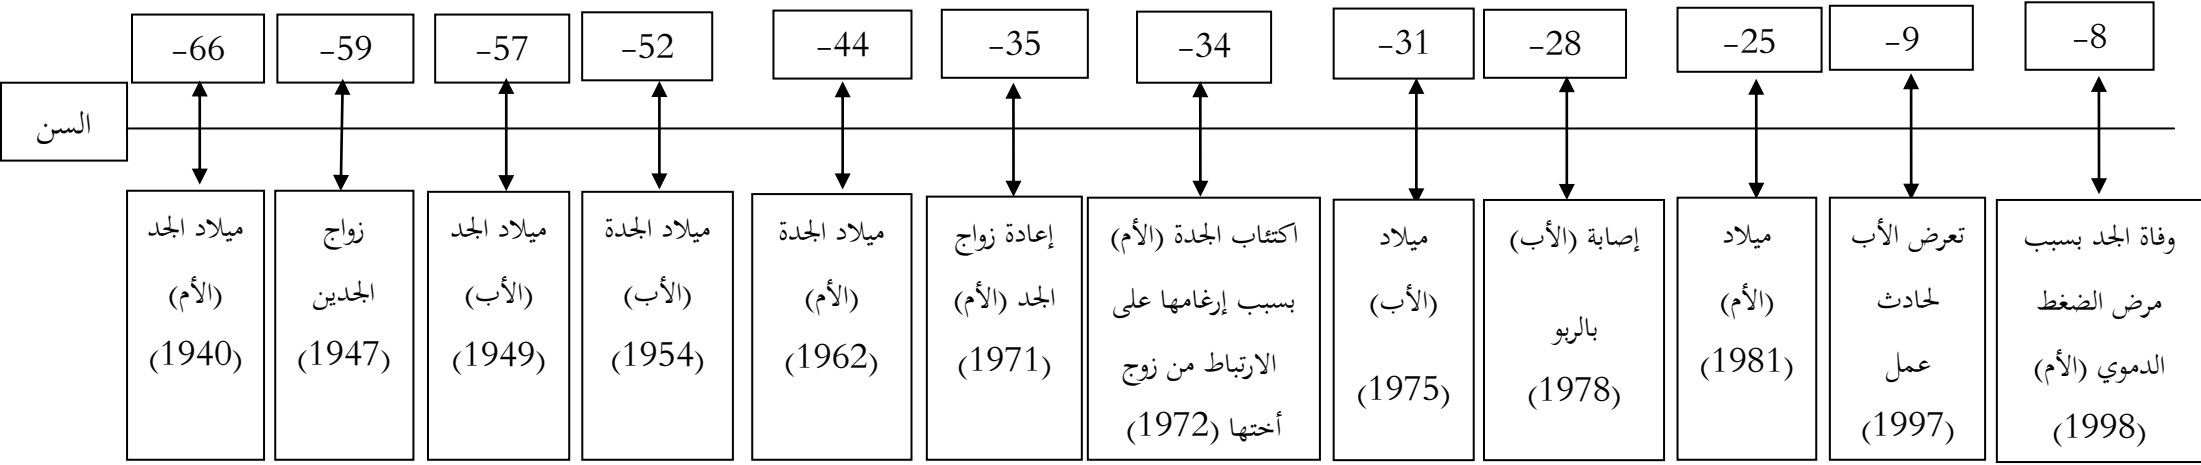 -66
-59
-57
-52
-44
-35
-34
-31
-28
-25
-9
-8
السن
ميلاد الجد
(الأم)
(1940)
زواج
الجدين
(1947)
ميلاد الجد
(الأب)
(1949)
ميلاد الجدة
(الأب)
(1954)
ميلاد الجدة
(الأم)
(1962)
إعادة زواج
الجد (الأم)
(1971)
اكتئاب الجدة (الأم)
بسبب إرغامها على
الارتباط من زوج
أختها (1972)
ميلاد
(الأب)
(1975)
إصابة (الأب)
بالربو
(1978)
ميلاد
(الأم)
(1981)
تعرض الأب
لحادث
عمل
(1997)
وفاة الجد بسبب
مرض الضغط
الدموي (الأم)
(1998)